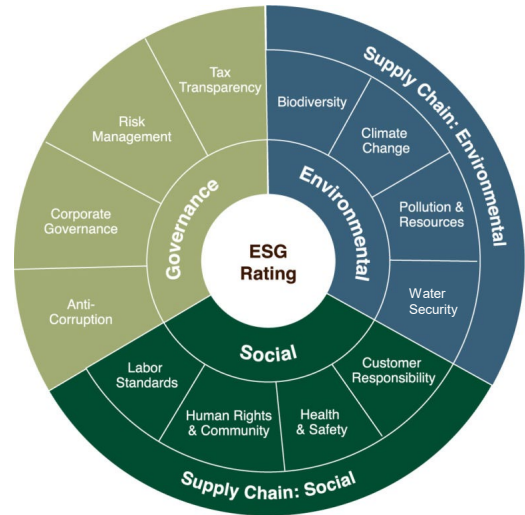 Supply Chain: Environmental
Tax
Transparency
Biodiversity
Risk
Management
Climate
Change
Governance
Environmental
Corporate
Governance
Pollution &
Resources
ESG
Rating
Anti-
Corruption
Water
Security
Social
Labor
Standards
Customer
Responsibility
Human Rights
& Community
Health
& Safety
Supply Chain: Social